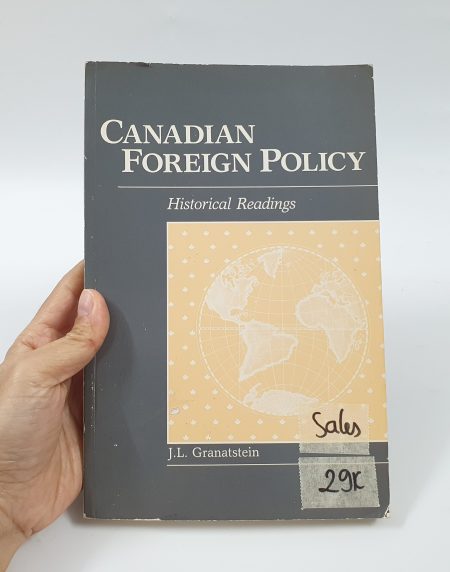 CANADIAN
FOREIGN POLICY
Historical Readings
Sales
J.L. Granatstein
29K